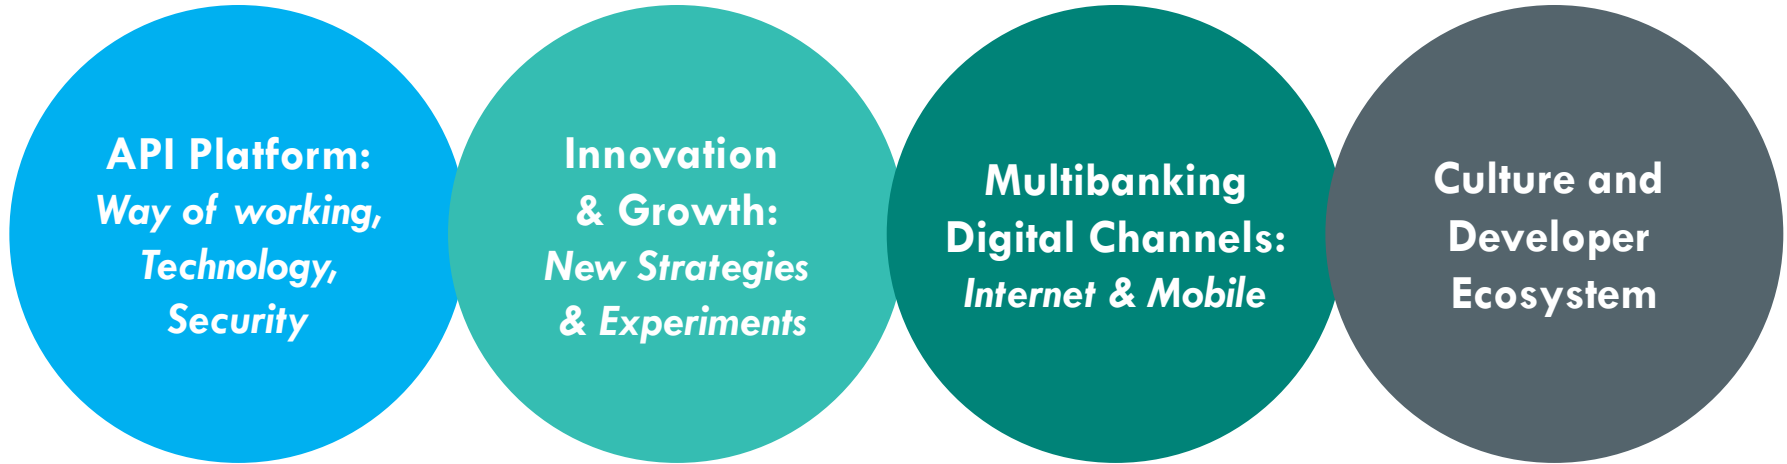 API Platform:
Way of working,
Technology,
Security
Innovation
& Growth:
New Strategies
& Experiments
Multibanking
Digital Channels:
Internet & Mobile
Culture and
Developer
Ecosystem